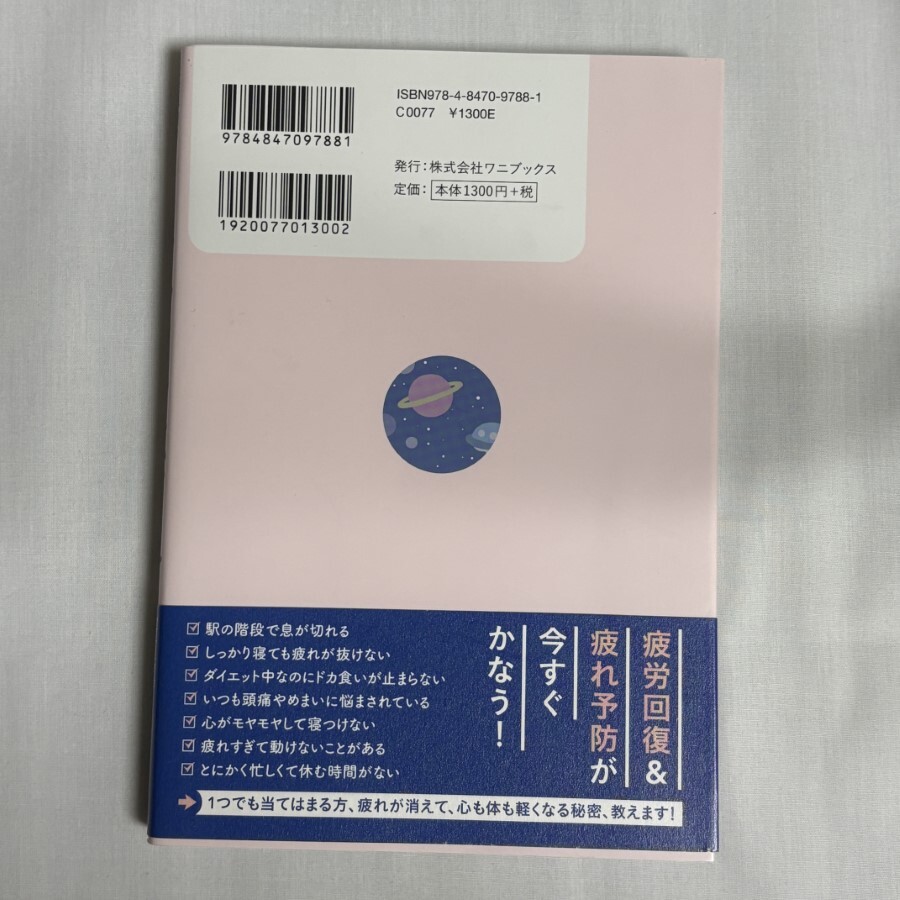 ISBN978-4-8470-9788-1
C0077 ¥1300E
9784847097881
発行：株式会社ワニブックス
定価：本体1300円+税
1920077013002
疲労回復&
疲れ予防が
今すぐ
かなう！
☑駅の階段で息が切れる
☑しっかり寝ても疲れが抜けない
☑ダイエット中なのにドカ食いが止まらない
☑いつも頭痛やめまいに悩まされている
☑心がモヤモヤして寝つけない
☑疲れすぎて動けないことがある
☑とにかく忙しくて休む時間がない
➡1つでも当てはまる方、疲れが消えて、心も体も軽くなる秘密、教えます！